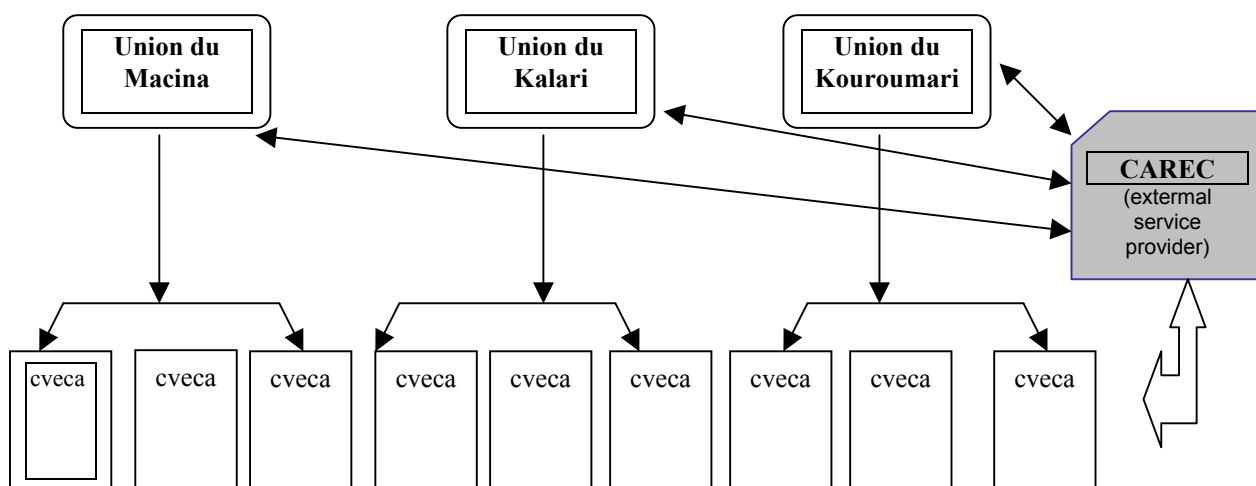 Union du
Macina
Union du
Kalari
Union du
Kouroumari
CAREC
(extermal
service
provider)
cveca
cveca
cveca
cveca
cveca
cveca
cveca
cveca
cveca